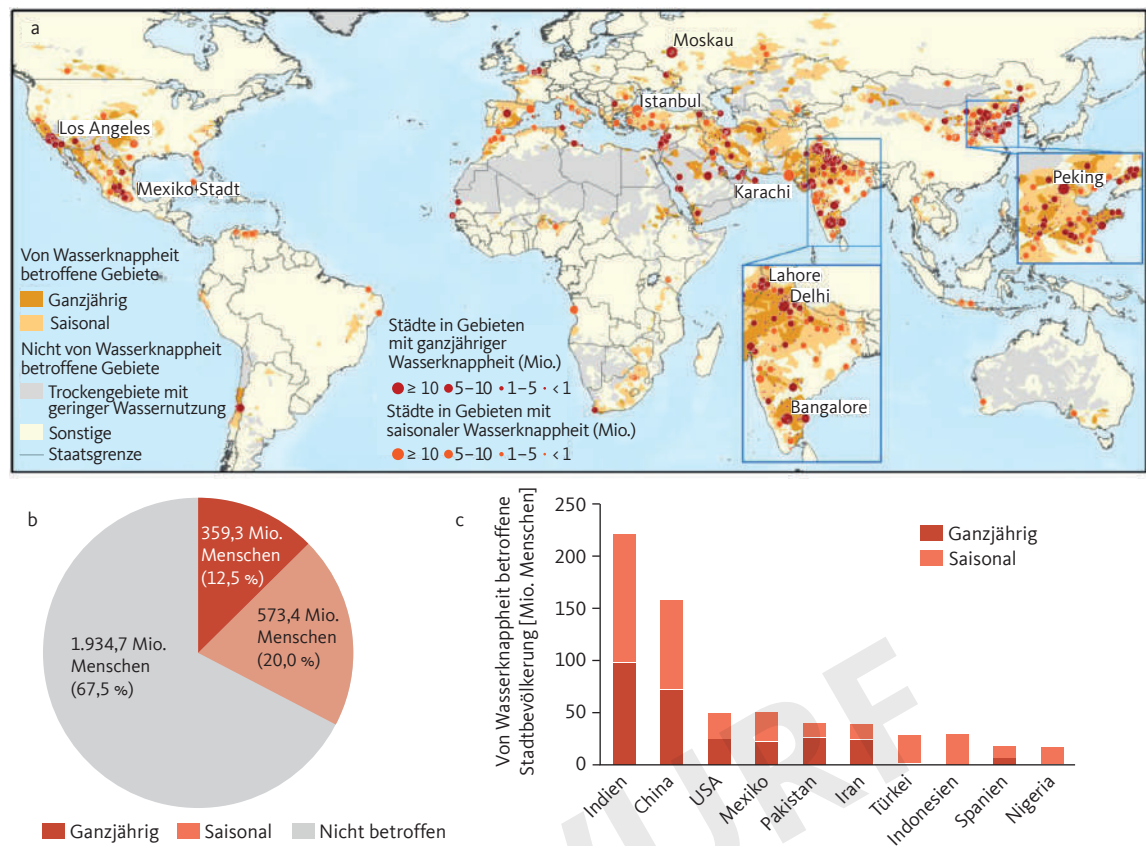 a
Moskau
Istanbul
Los Angeles
Mexiko-Stadt
Karachi
Peking
Lahore
Delhi
Bangalore
Von Wasserknappheit
betroffene Gebiete
Ganzjährig
Saisonal
Nicht von Wasserknappheit
betroffene Gebiete
Trockengebiete mit
geringer Wassernutzung
Sonstige
Staatsgrenze
Städte in Gebieten
mit ganzjähriger
Wasserknappheit (Mio.)
≥ 10 5–10 1–5 < 1
Städte in Gebieten mit
saisonaler Wasserknappheit (Mio.)
≥ 10 5–10 1–5 < 1
b
359,3 Mio.
Menschen
(12,5 %)
573,4 Mio.
Menschen
(20,0 %)
1.934,7 Mio.
Menschen
(67,5 %)
Ganzjährig Saisonal Nicht betroffen
c
Von Wasserknappheit betroffene
Stadtbevölkerung [Mio. Menschen]
250
200
150
100
50
0
Ganzjährig
Saisonal
Indien
China
USA
Mexiko
Pakistan
Iran
Türkei
Indonesien
Spanien
Nigeria
URF